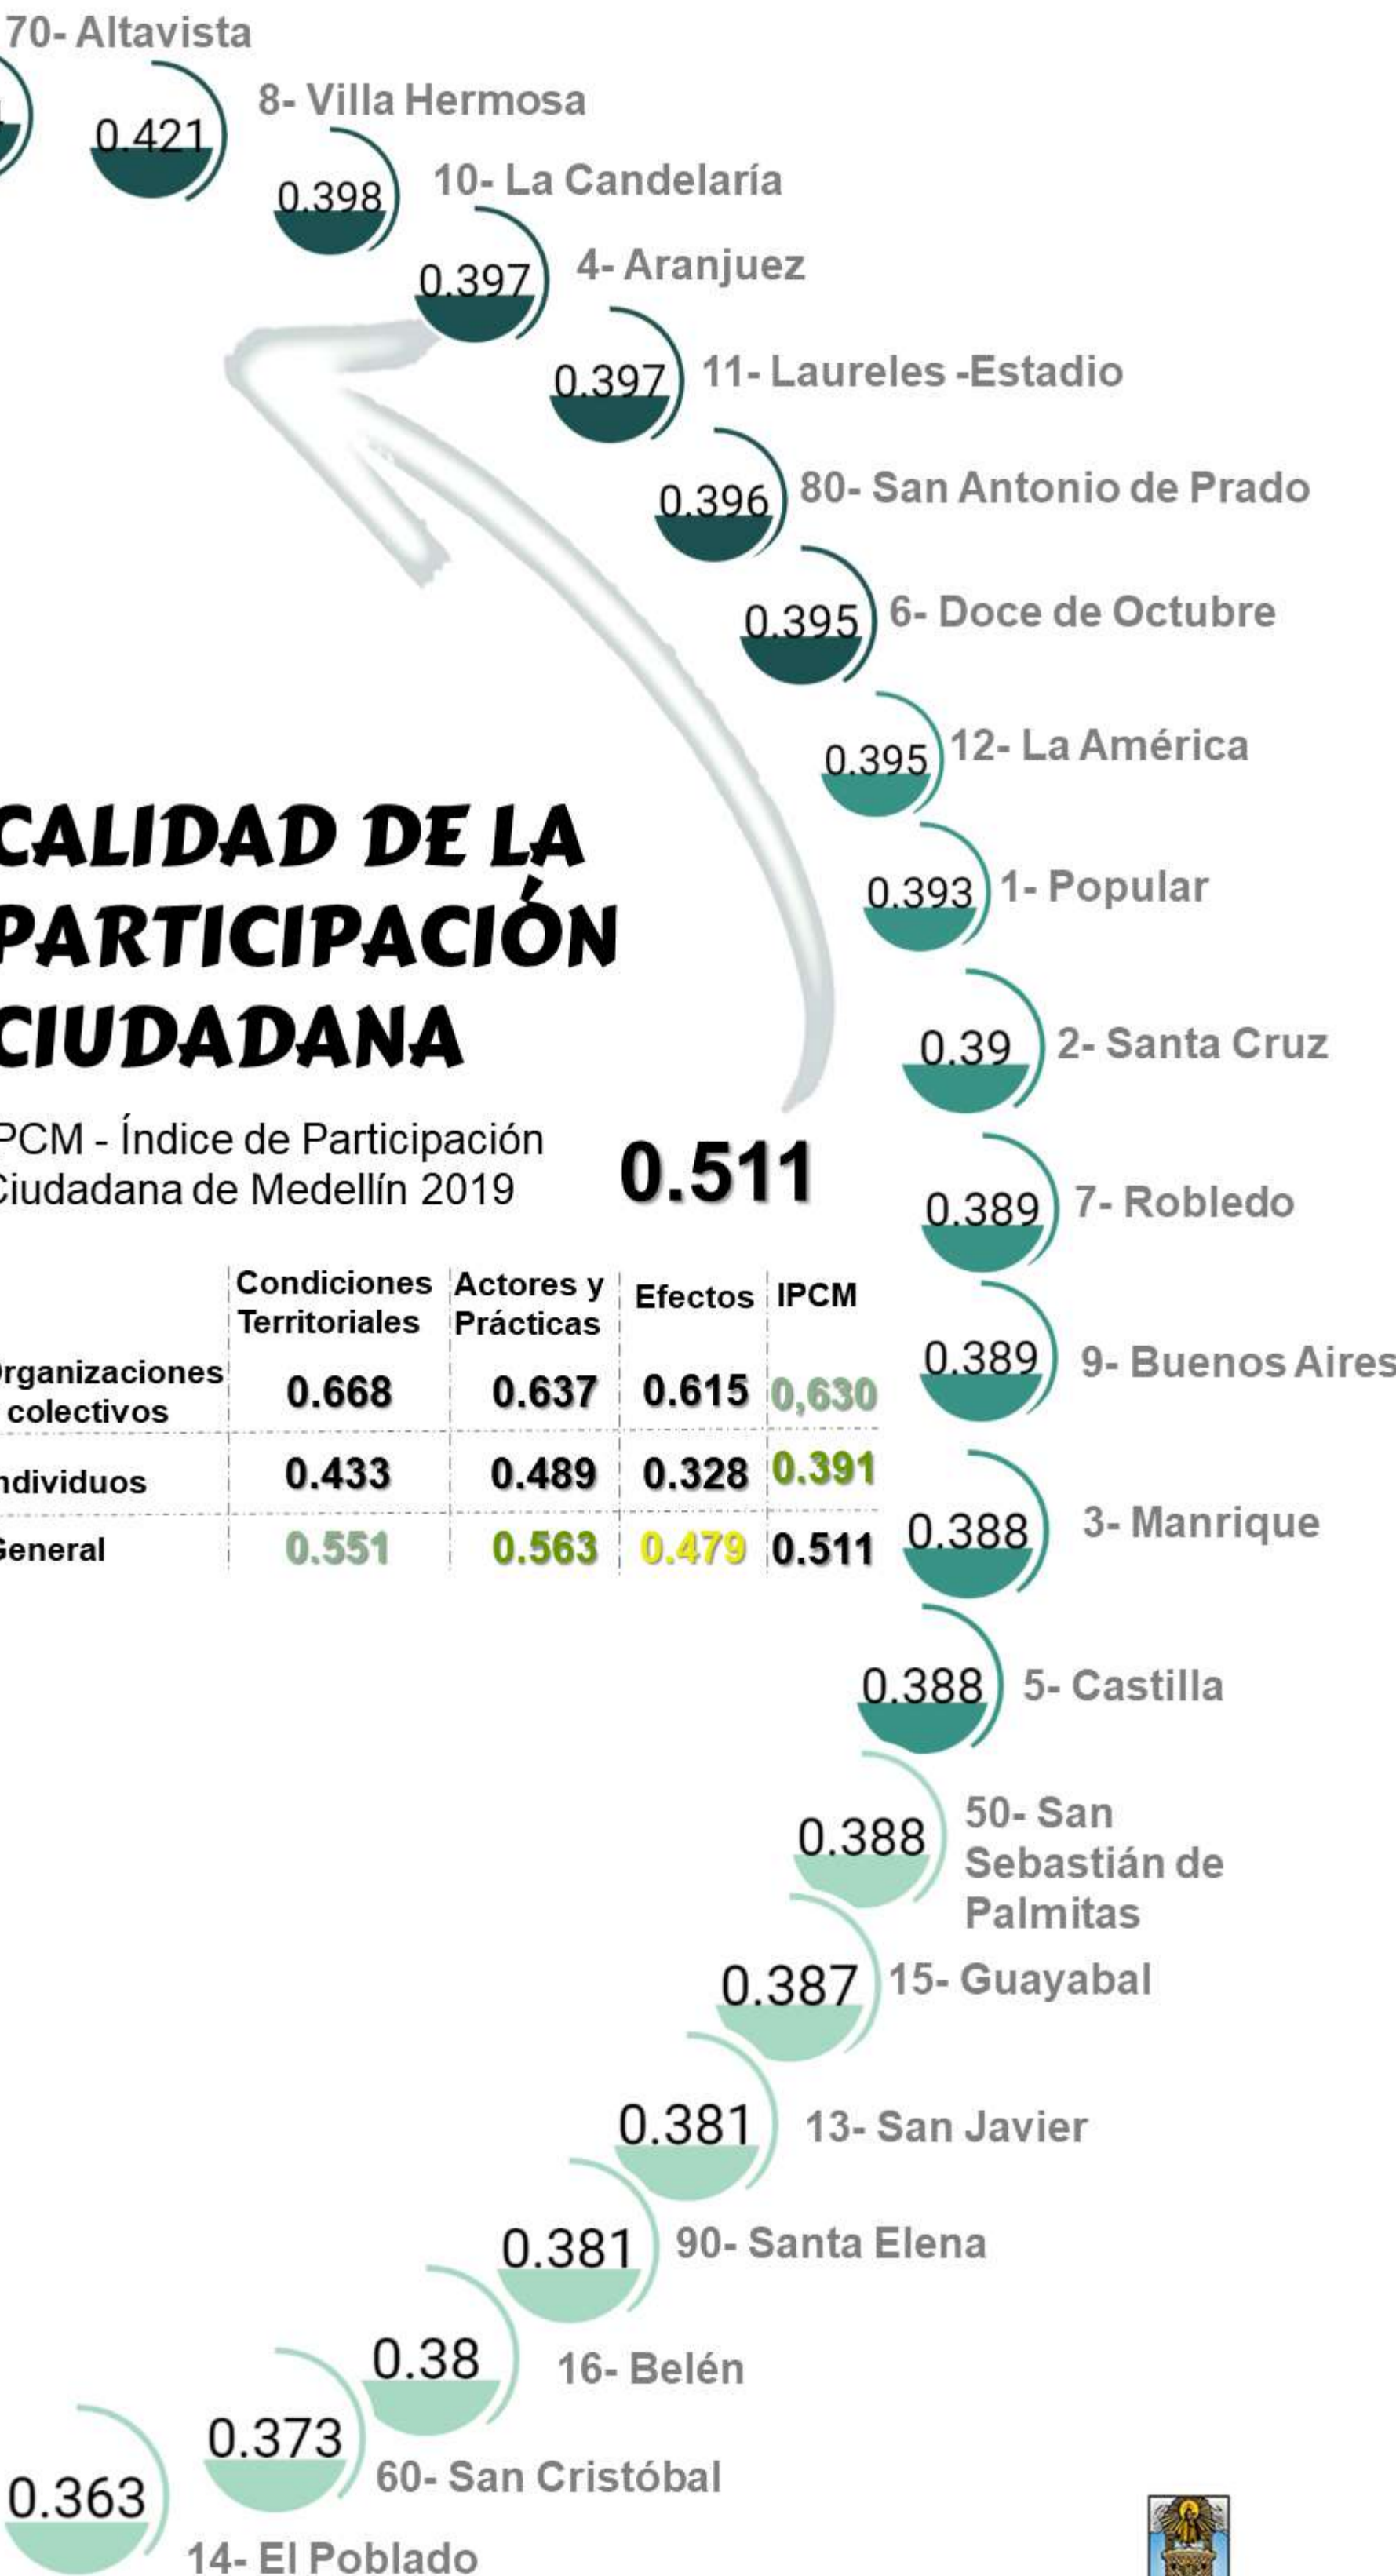 70- Altavista
0.421
8- Villa Hermosa
0.398
10- La Candelaría
0.397
4- Aranjuez
0.397
11- Laureles -Estadio
0.396
80- San Antonio de Prado
0.395
6- Doce de Octubre
0.395
12- La América
0.393
1- Popular
0.39
2- Santa Cruz
0.389
7- Robledo
0.389
9- Buenos Aires
0.388
3- Manrique
0.388
5- Castilla
0.388
50- San
Sebastián de
Palmitas
0.387
15- Guayabal
0.381
13- San Javier
0.381
90- Santa Elena
0.38
16- Belén
0.373
60- San Cristóbal
0.363
14- El Poblado
CALIDAD DE LA
PARTICIPACIÓN
CIUDADANA
PCM - Índice de Participación
Ciudadana de Medellín 2019
0.511
Condiciones Territoriales Actores y Prácticas Efectos IPCM
rganizaciones
colectivos 0.668 0.637 0.615 0,630
ndividuos 0.433 0.489 0.328 0.391
General 0.551 0.563 0.479 0.511